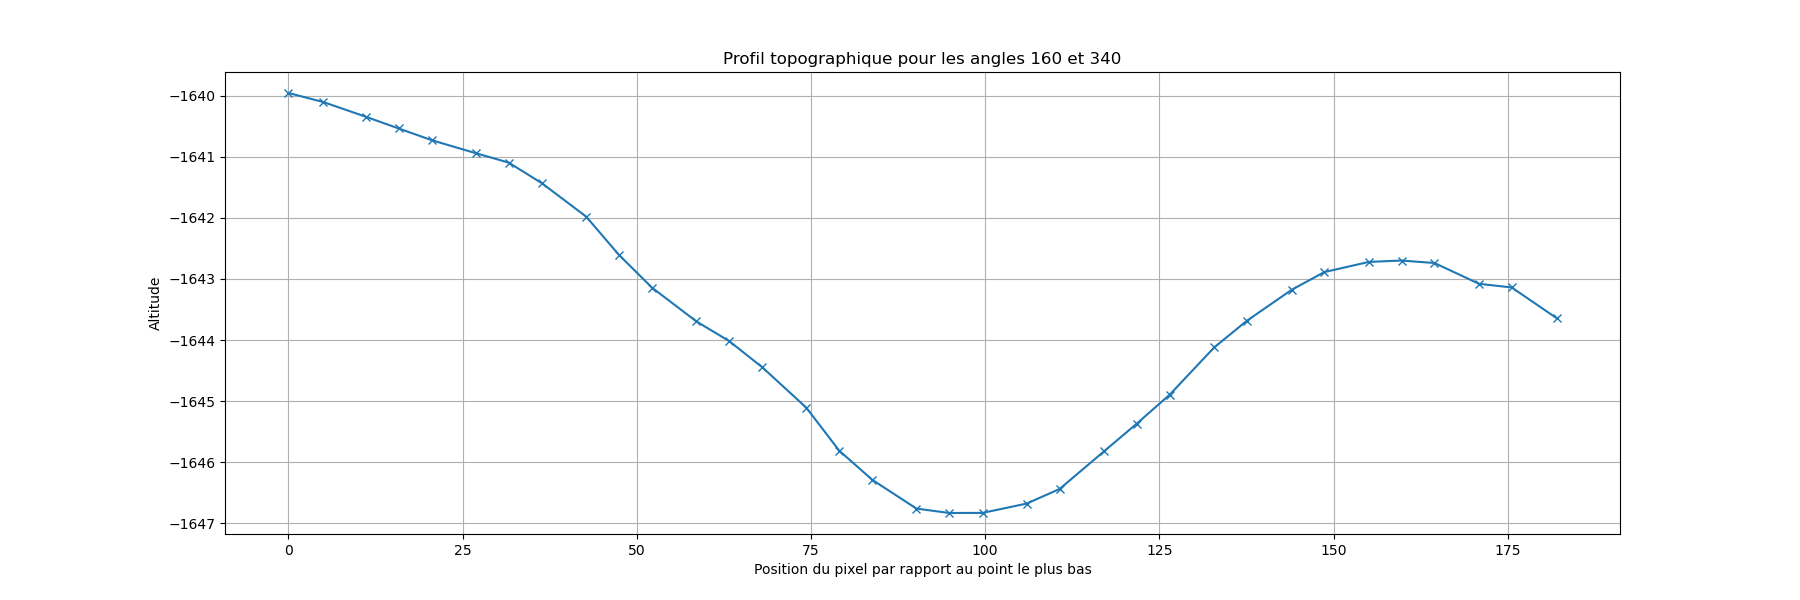 Profil topographique pour les angles 160 et 340
Altitude
−1640
−1641
−1642
−1643
−1644
−1645
−1646
−1647
0 25 50 75 100 125 150 175
Position du pixel par rapport au point le plus bas